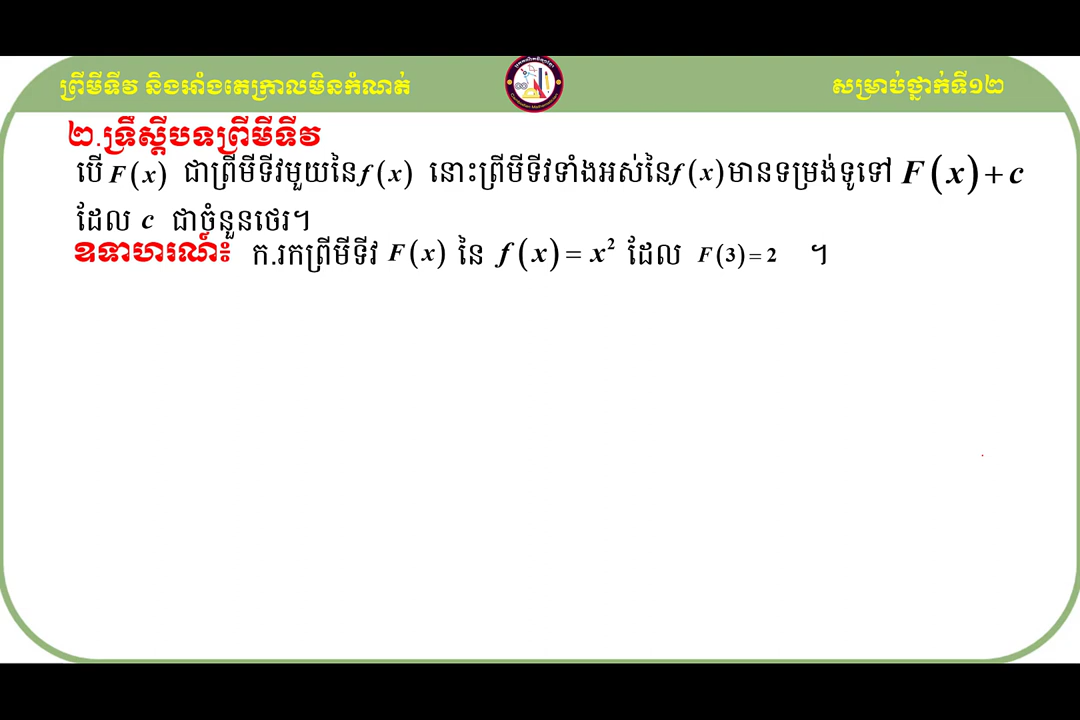 ព្រីមីទីវ និងអាំងតេក្រាលមិនកំណត់
សម្រាប់ថ្នាក់ទី១២
២.ទ្រឹស្តីបទព្រីមីទីវ
បើ F(x) ជាព្រីមីទីវមួយនៃ f(x) នោះព្រីមីទីវទាំងអស់នៃ f(x) មានទម្រង់ទូទៅ F(x) + c
ដែល c ជាចំនួនថេរ។
ឧទាហរណ៍៖ ក.រកព្រីមីទីវ F(x) នៃ f(x) = x² ដែល F(3) = 2 ។